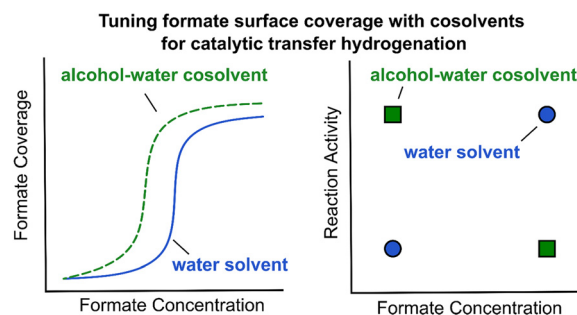 Tuning formate surface coverage with cosolvents
for catalytic transfer hydrogenation
Formate Coverage
alcohol-water cosolvent
water solvent
Formate Concentration
Reaction Activity
alcohol-water cosolvent
water solvent
Formate Concentration